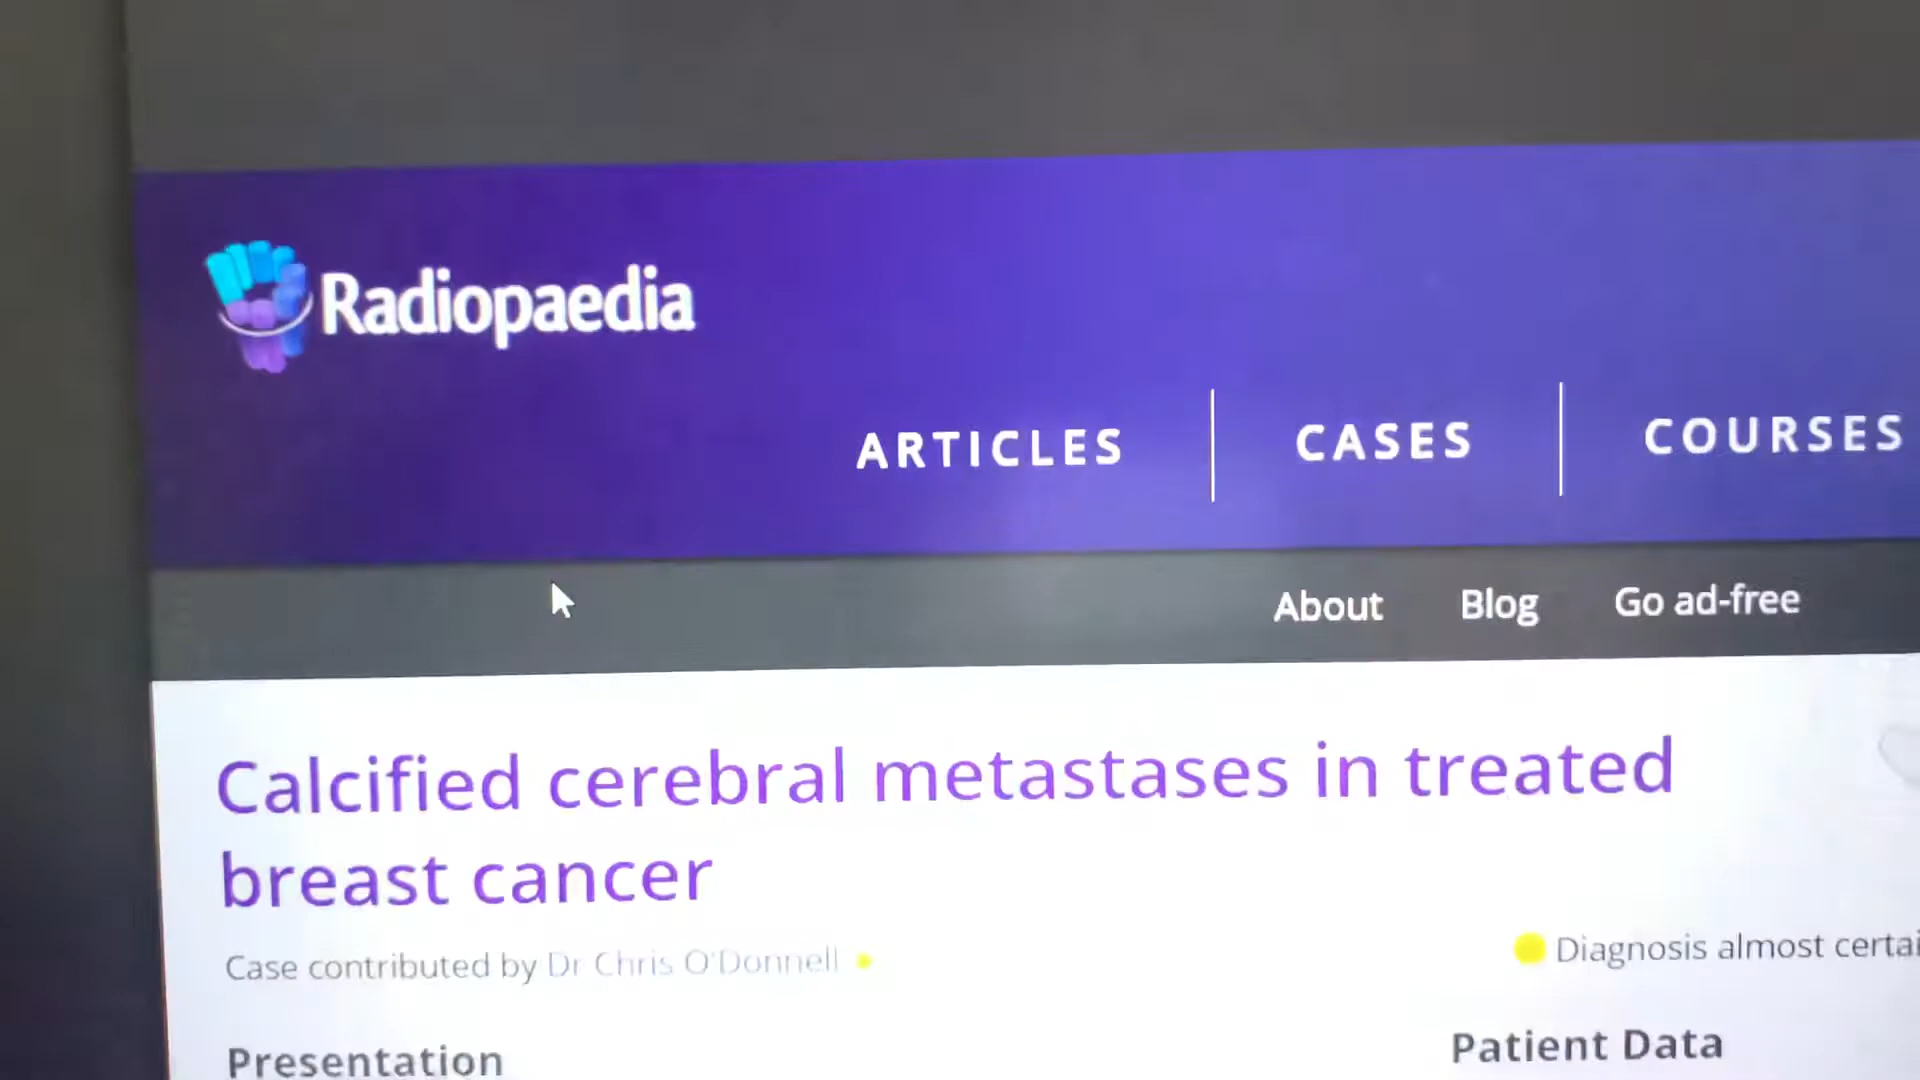 Radiopaedia
ARTICLES CASES COURSES
About Blog Go ad-free
Calcified cerebral metastases in treated
breast cancer
Case contributed by Dr Chris O'Donnell
Diagnosis almost certai
Presentation
Patient Data